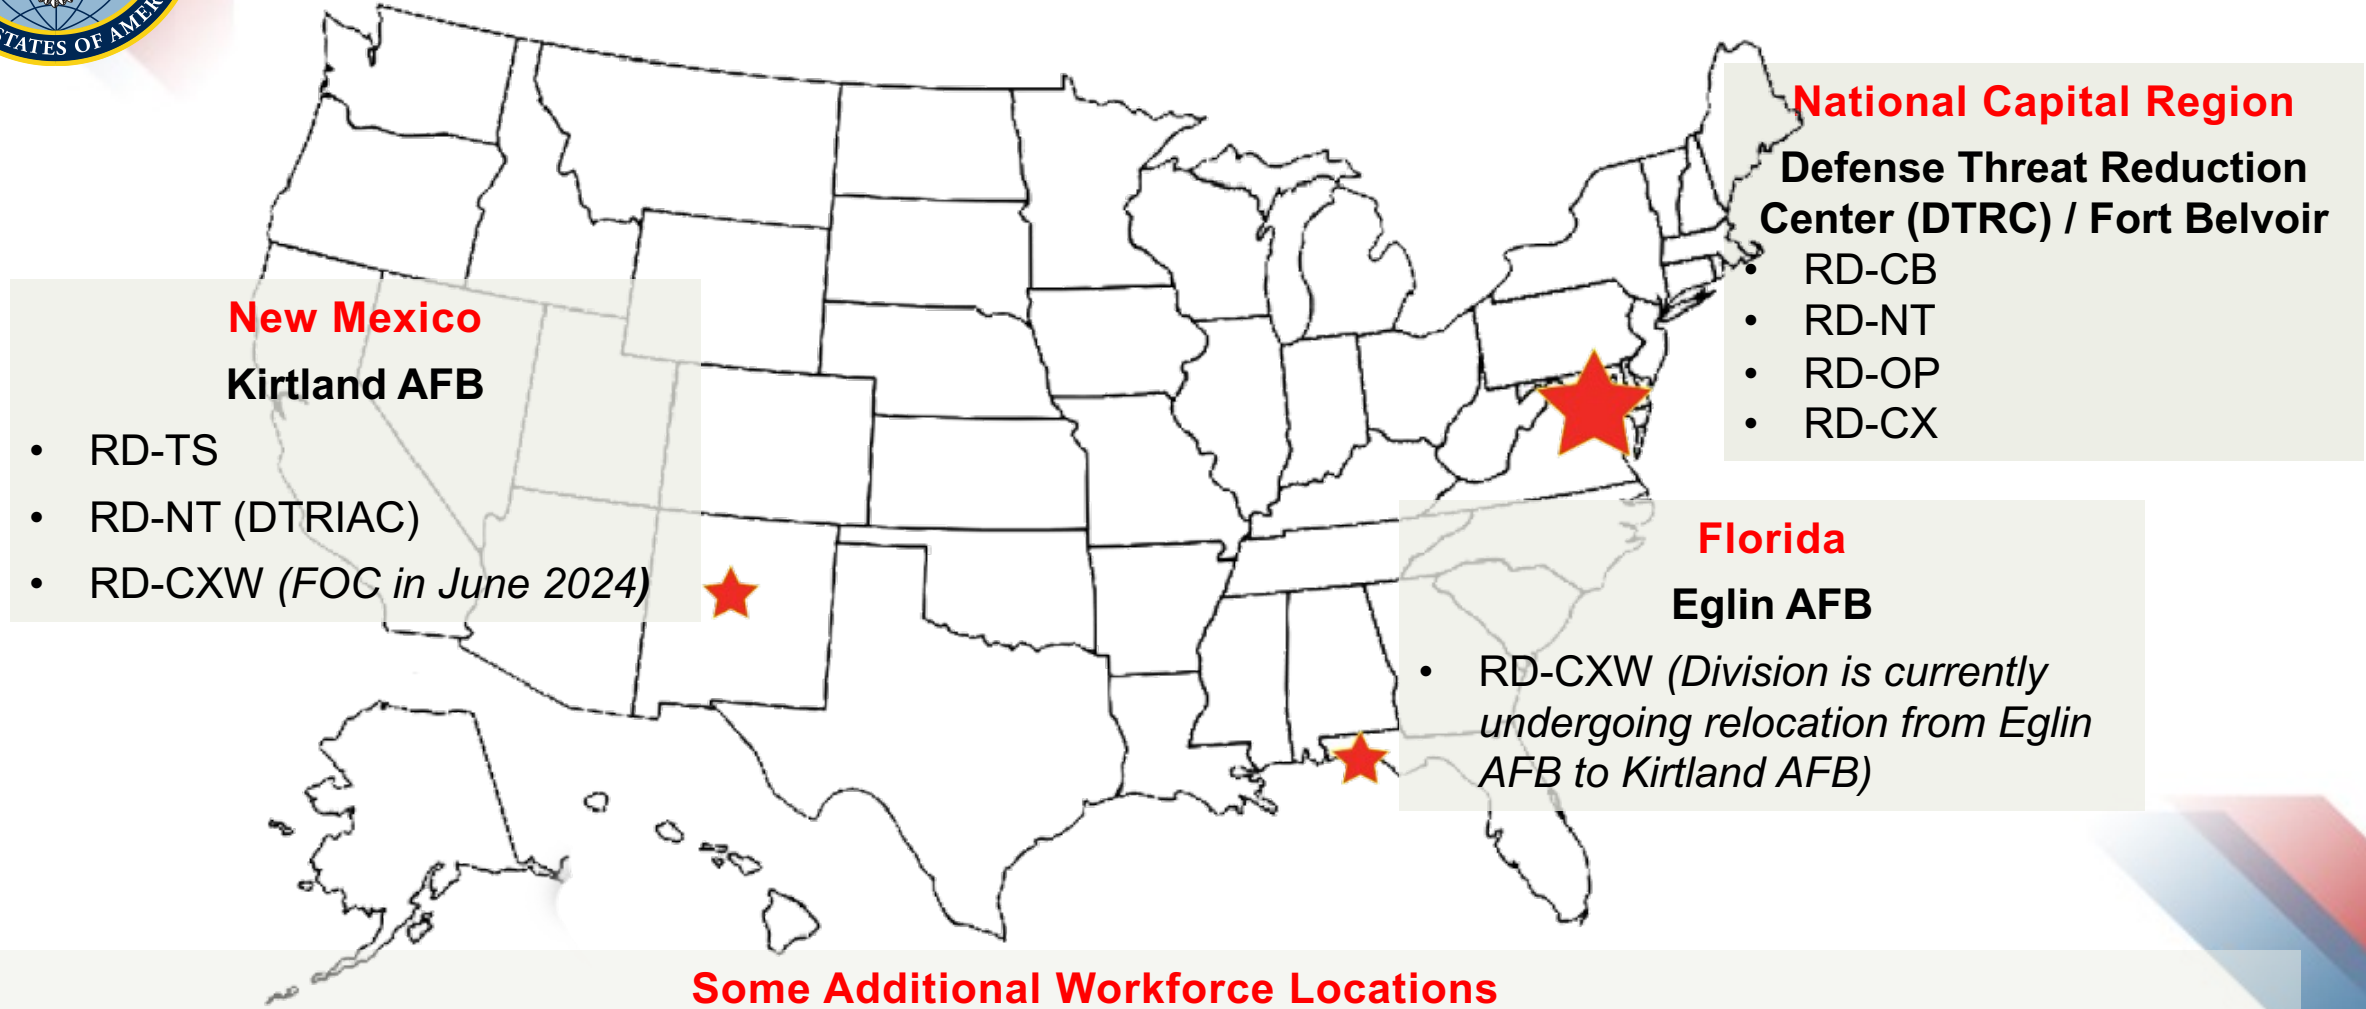 STATES OF AMER
National Capital Region
Defense Threat Reduction
Center (DTRC) / Fort Belvoir
• RD-CB
• RD-NT
• RD-OP
• RD-CX
New Mexico
Kirtland AFB
• RD-TS
• RD-NT (DTRIAC)
• RD-CXW (FOC in June 2024)
Florida
Eglin AFB
• RD-CXW (Division is currently
undergoing relocation from Eglin
AFB to Kirtland AFB)
Some Additional Workforce Locations